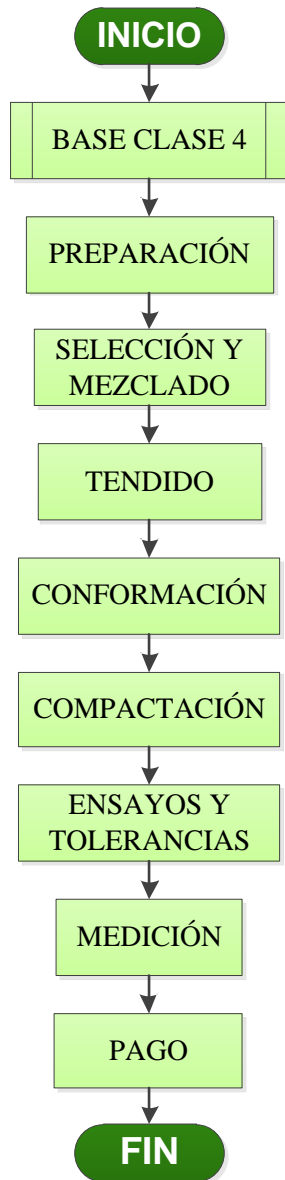 INICIO
BASE CLASE 4
PREPARACIÓN
SELECCIÓN Y
MEZCLADO
TENDIDO
CONFORMACIÓN
COMPACTACIÓN
ENSAYOS Y
TOLERANCIAS
MEDICIÓN
PAGO
FIN